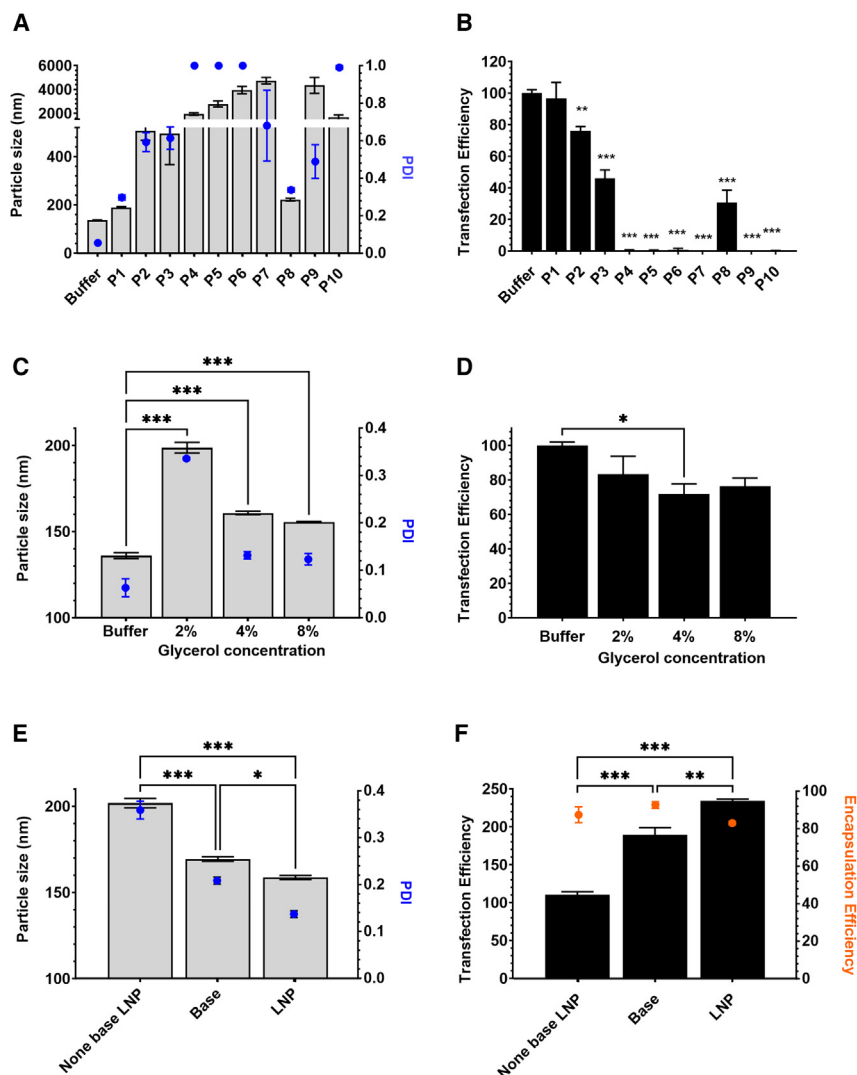 A
Particle size (nm)
6000
4000
2000
400
200
0
1.0
0.8
0.6
0.4
0.2
0.0
PDI
Buffer
P1
P2
P3
P4
P5
P6
P7
P8
P9
P10
B
Transfection Efficiency
120
100
80
60
40
20
0
**
***
***
***
***
***
***
***
***
Buffer
P1
P2
P3
P4
P5
P6
P7
P8
P9
P10
C
***
***
***
Particle size (nm)
200
150
100
0.4
0.3
0.2
0.1
0.0
PDI
Buffer
2%
4%
8%
Glycerol concentration
D
*
Transfection Efficiency
100
80
60
40
20
0
Buffer
2%
4%
8%
Glycerol concentration
E
***
***
*
Particle size (nm)
200
150
100
0.4
0.3
0.2
0.1
0.0
PDI
None base LNP
Base
LNP
F
***
***
**
Transfection Efficiency
250
200
150
100
50
0
100
80
60
40
20
0
Encapsulation Efficiency
None base LNP
Base
LNP